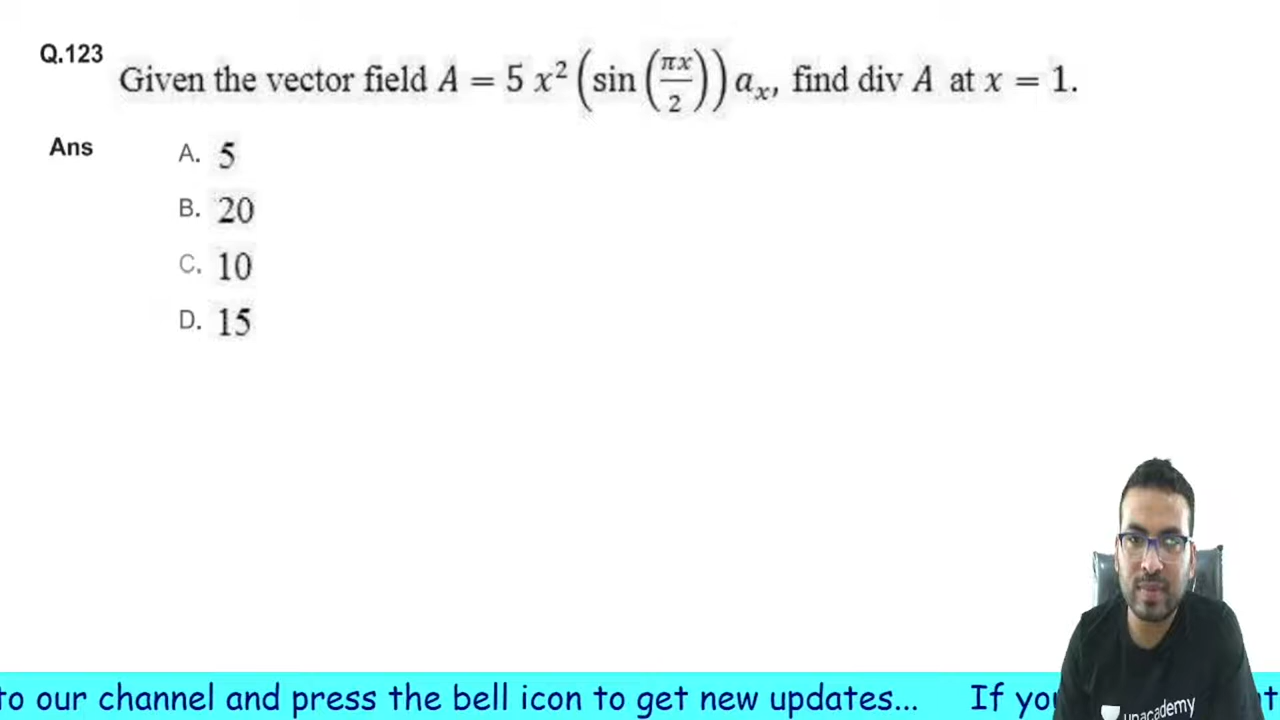 Q.123
Given the vector field A = 5 x² (sin (πx/2)) aₓ, find div A at x = 1.
Ans
A. 5
B. 20
C. 10
D. 15
to our channel and press the bell icon to get new updates... If you
unacademy